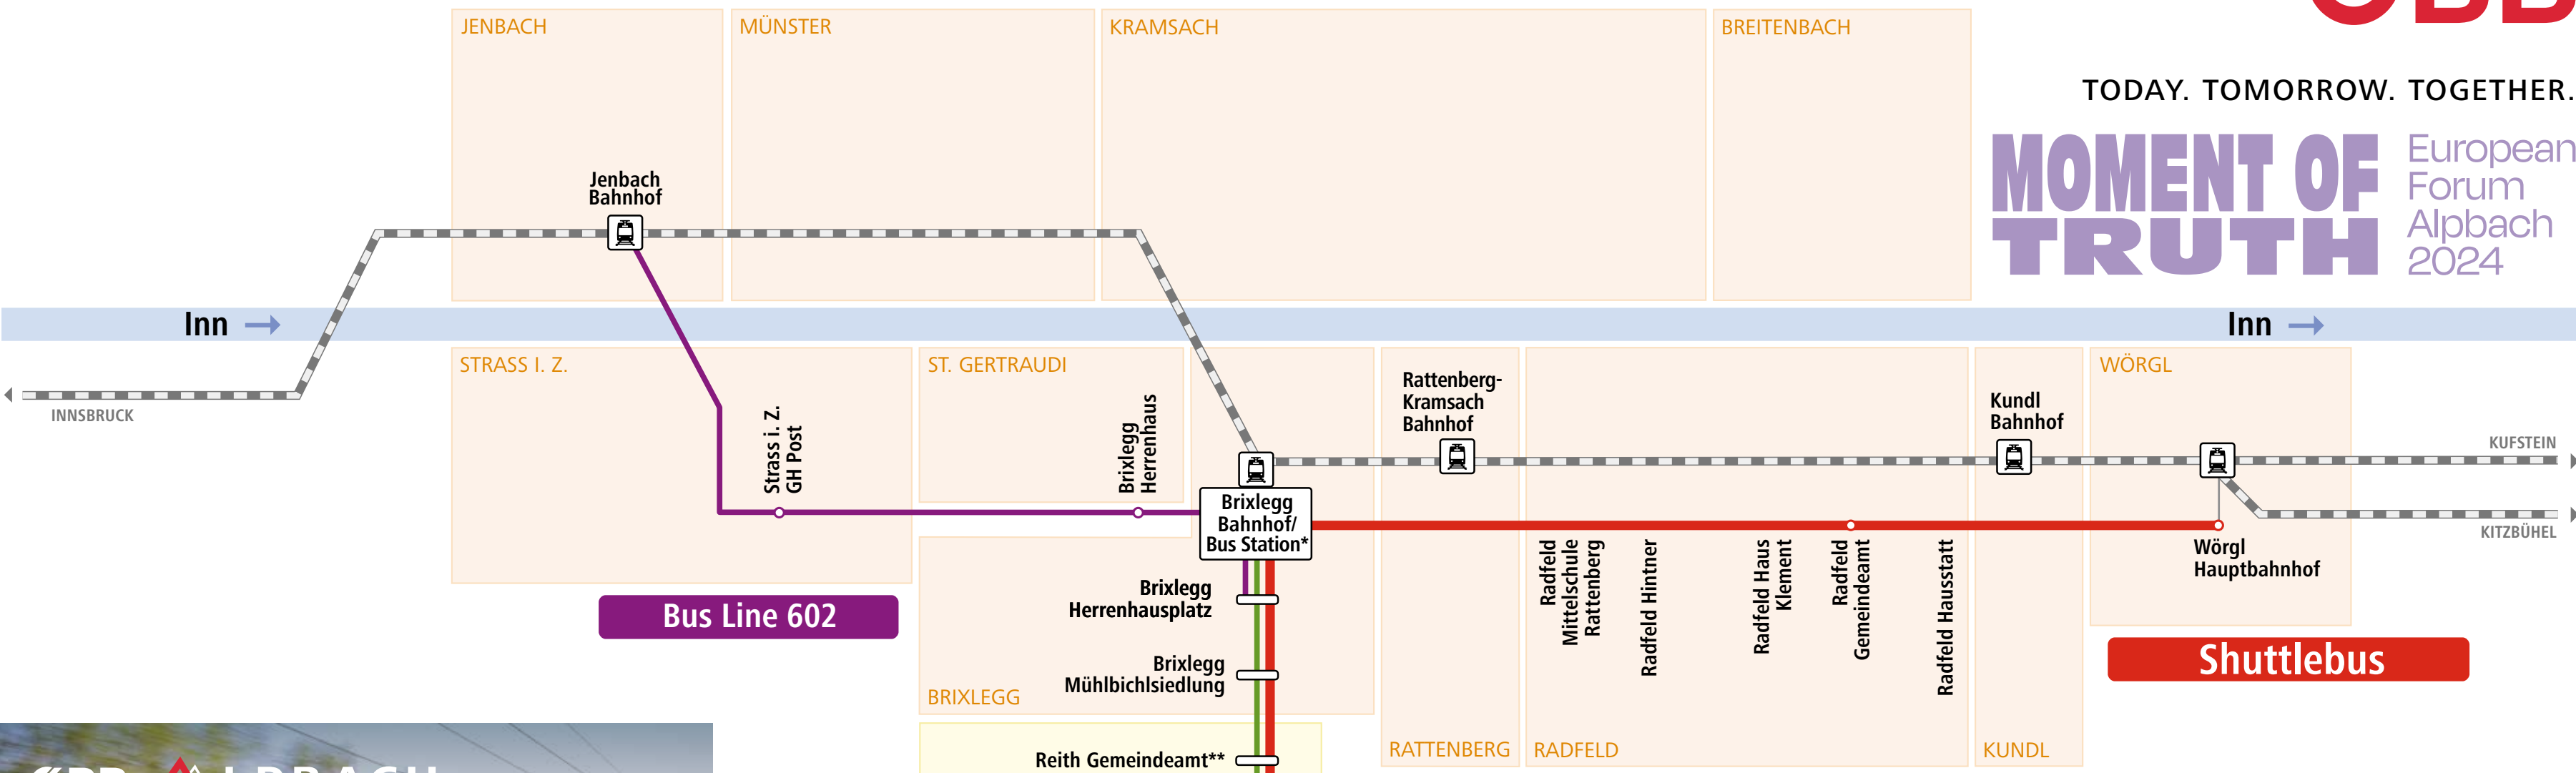 JENBACH
MÜNSTER
KRAMSACH
BREITENBACH
TODAY. TOMORROW. TOGETHER.
MOMENT OF
TRUTH
European
Forum
Alpbach
2024
Jenbach
Bahnhof
Inn
Inn
STRASS I. Z.
ST. GERTRAUDI
WÖRGL
INNSBRUCK
Strass i. Z.
GH Post
Brixlegg
Herrenhaus
Rattenberg-
Kramsach
Bahnhof
Kundl
Bahnhof
KUFSTEIN
KITZBÜHEL
Brixlegg
Bahnhof/
Bus Station*
Radfeld
Mittelschule
Rattenberg
Radfeld Hintner
Radfeld Haus
Klement
Radfeld
Gemeindeamt
Radfeld Hausstatt
Wörgl
Hauptbahnhof
Bus Line 602
Brixlegg
Herrenhausplatz
Shuttlebus
Brixlegg
Mühlbichlsiedlung
BRIXLEGG
RATTENBERG
RADFELD
KUNDL
Reith Gemeindeamt**